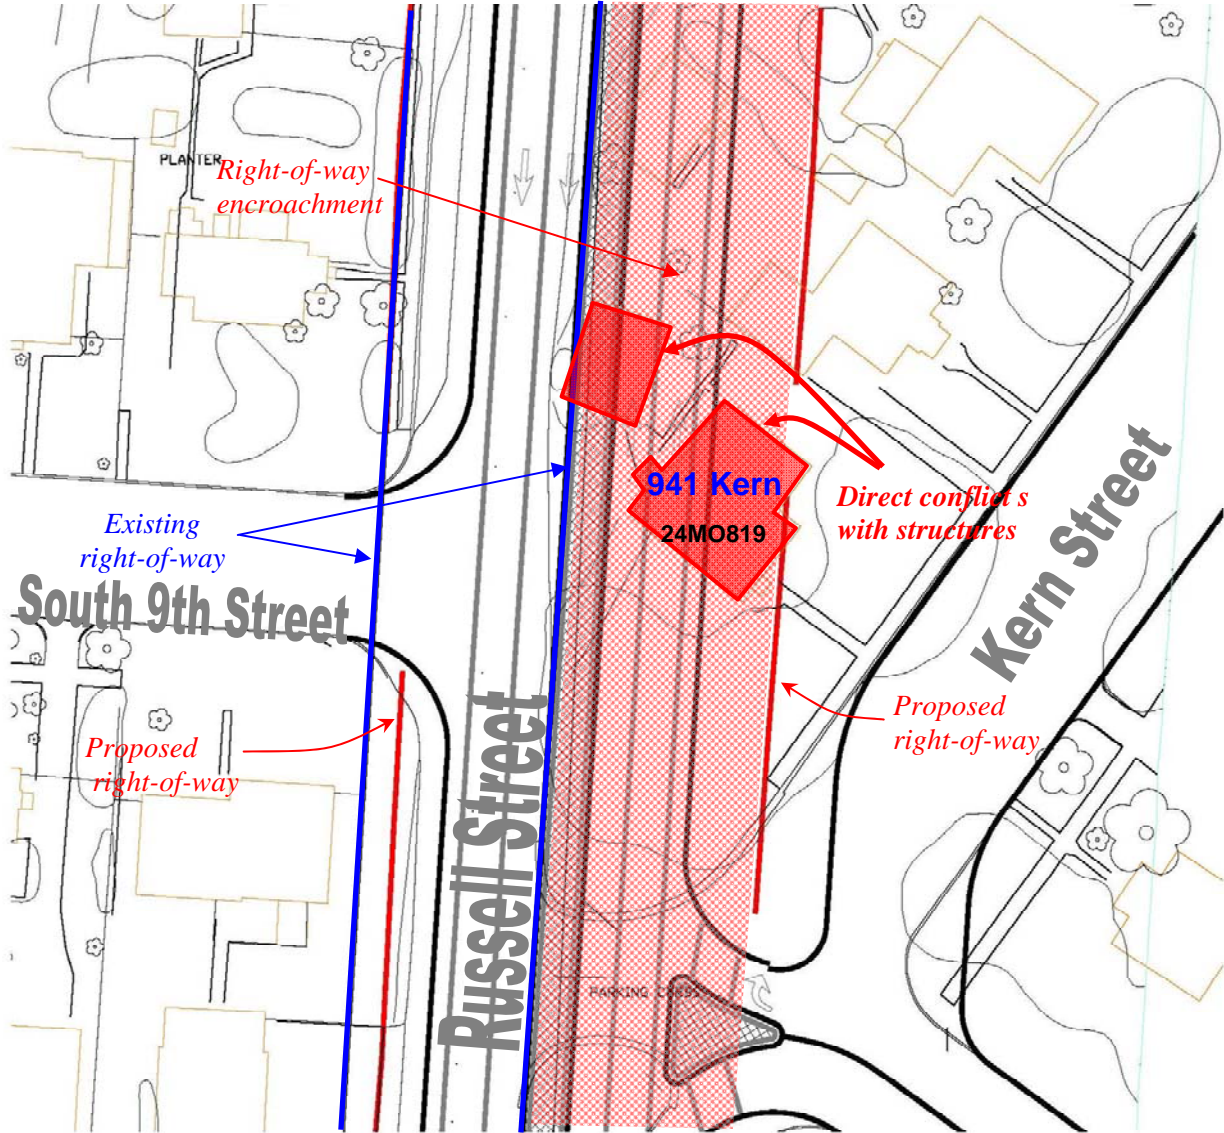 PLANTER
Right-of-way
encroachment
941 Kern
24MO819
Direct conflict s
with structures
Existing
right-of-way
South 9th Street
Kern Street
Russell Street
Proposed
right-of-way
Proposed
right-of-way
PARKING